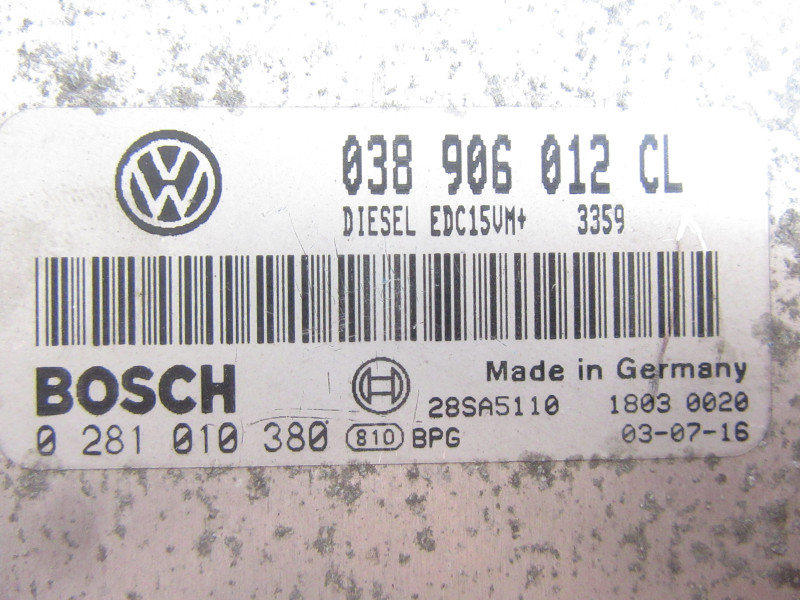 038 906 012 CL
DIESEL EDC15VM+ 3359
Made in Germany
BOSCH
28SA5110 1803 0020
0 281 010 380 810 BPG 03-07-16